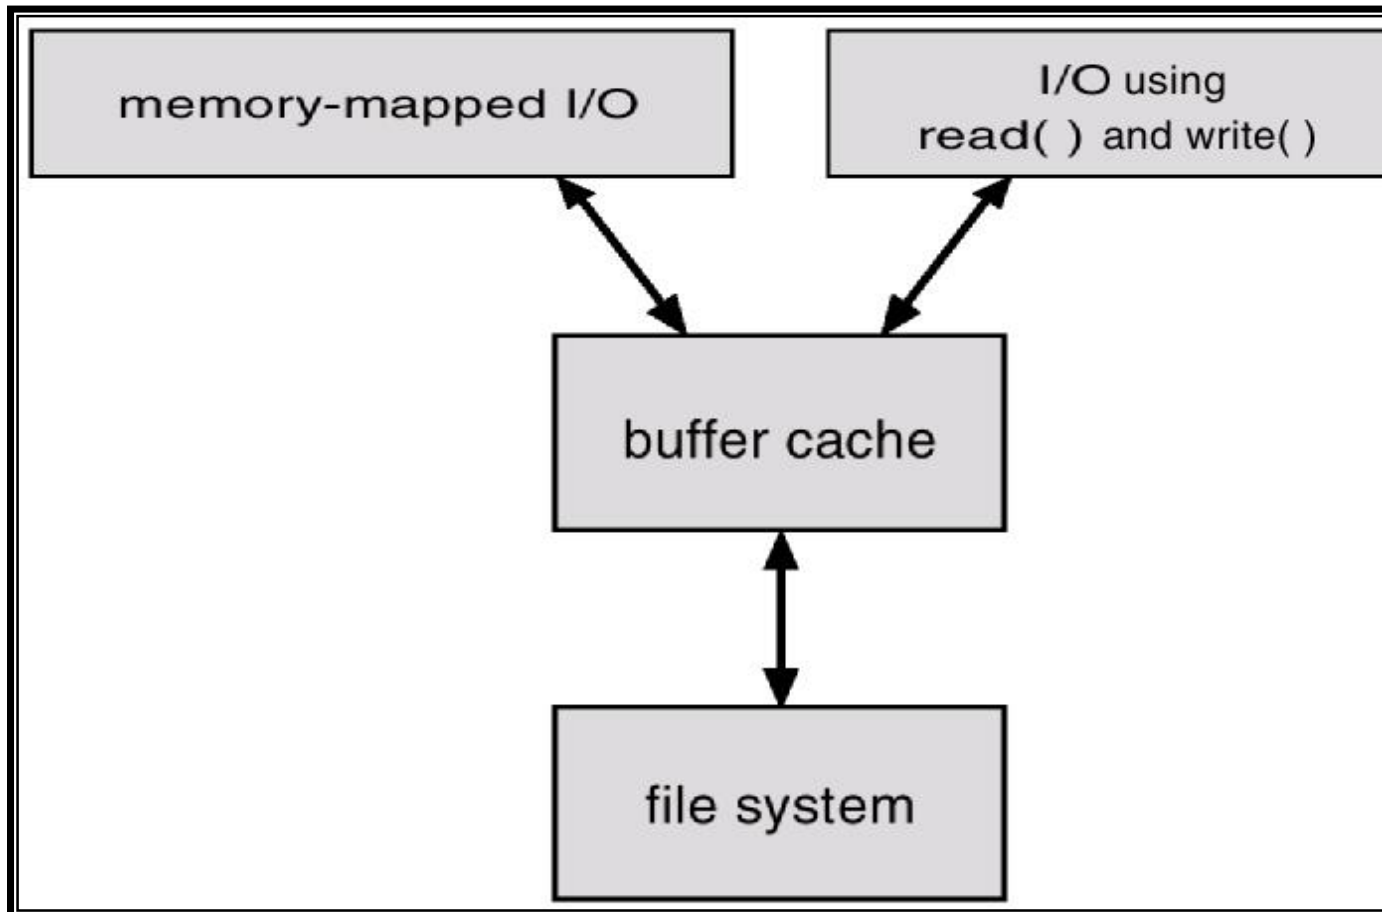 memory-mapped I/O
I/O using
read( ) and write( )
buffer cache
file system